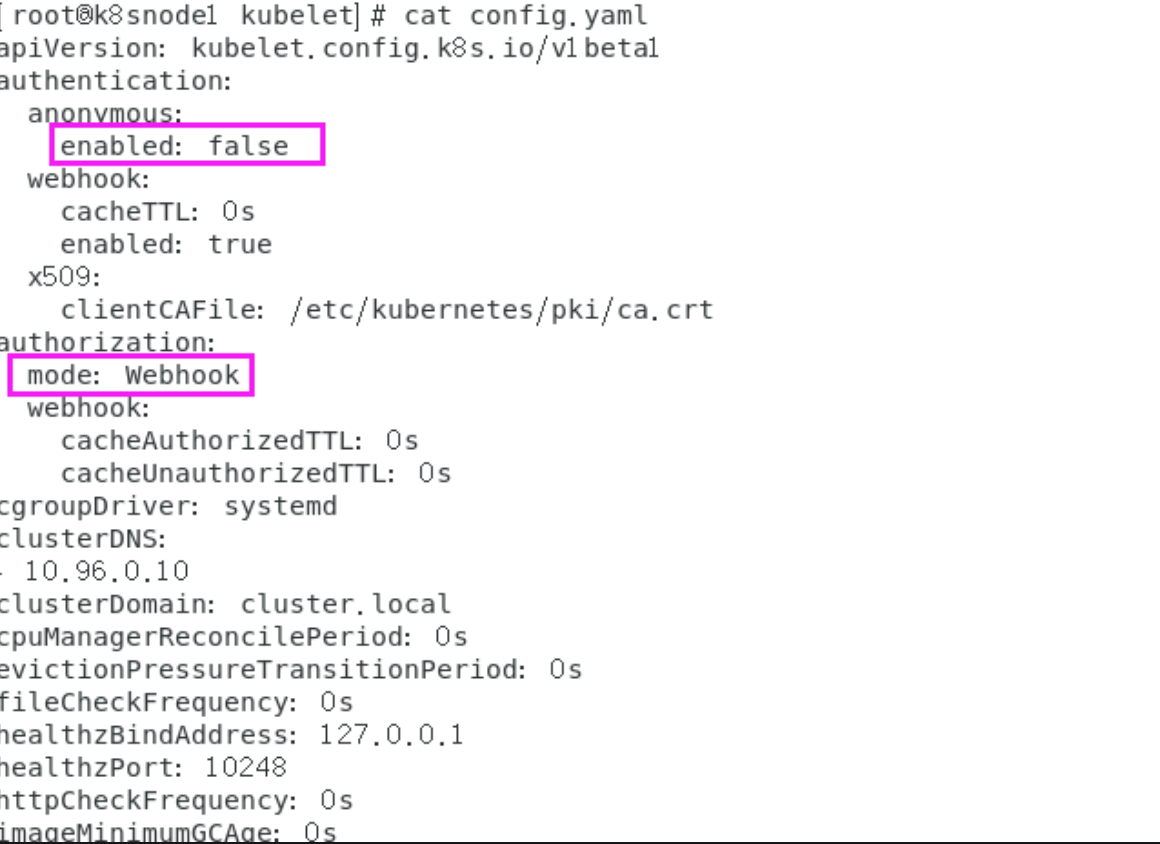 [root@k8snode1 kubelet]# cat config.yaml
apiVersion: kubelet.config.k8s.io/v1beta1
authentication:
  anonymous:
    enabled: false
  webhook:
    cacheTTL: 0s
    enabled: true
  x509:
    clientCAFile: /etc/kubernetes/pki/ca.crt
authorization:
  mode: Webhook
  webhook:
    cacheAuthorizedTTL: 0s
    cacheUnauthorizedTTL: 0s
cgroupDriver: systemd
clusterDNS:
- 10.96.0.10
clusterDomain: cluster.local
cpuManagerReconcilePeriod: 0s
evictionPressureTransitionPeriod: 0s
fileCheckFrequency: 0s
healthzBindAddress: 127.0.0.1
healthzPort: 10248
httpCheckFrequency: 0s
imageMinimumGCAge: 0s